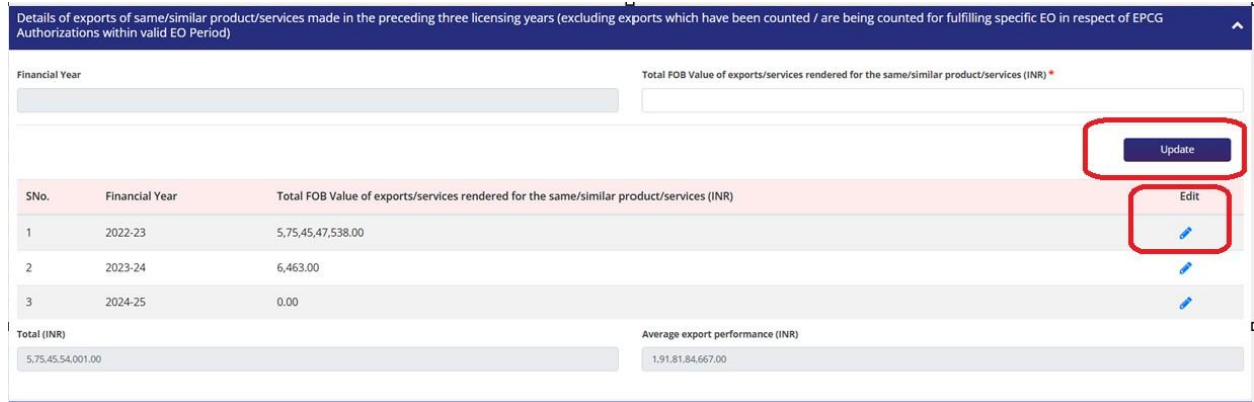 Details of exports of same/similar product/services made in the preceding three licensing years (excluding exports which have been counted / are being counted for fulfilling specific EO in respect of EPCG
Authorizations within valid EO Period)
Financial Year
Total FOB Value of exports/services rendered for the same/similar product/services (INR) *
Update
SNo. Financial Year Total FOB Value of exports/services rendered for the same/similar product/services (INR) Edit
1 2022-23 5,75,45,47,538.00
2 2023-24 6,463.00
3 2024-25 0.00
Total (INR) Average export performance (INR)
5,75,45,54,001.00 1,91,81,84,667.00